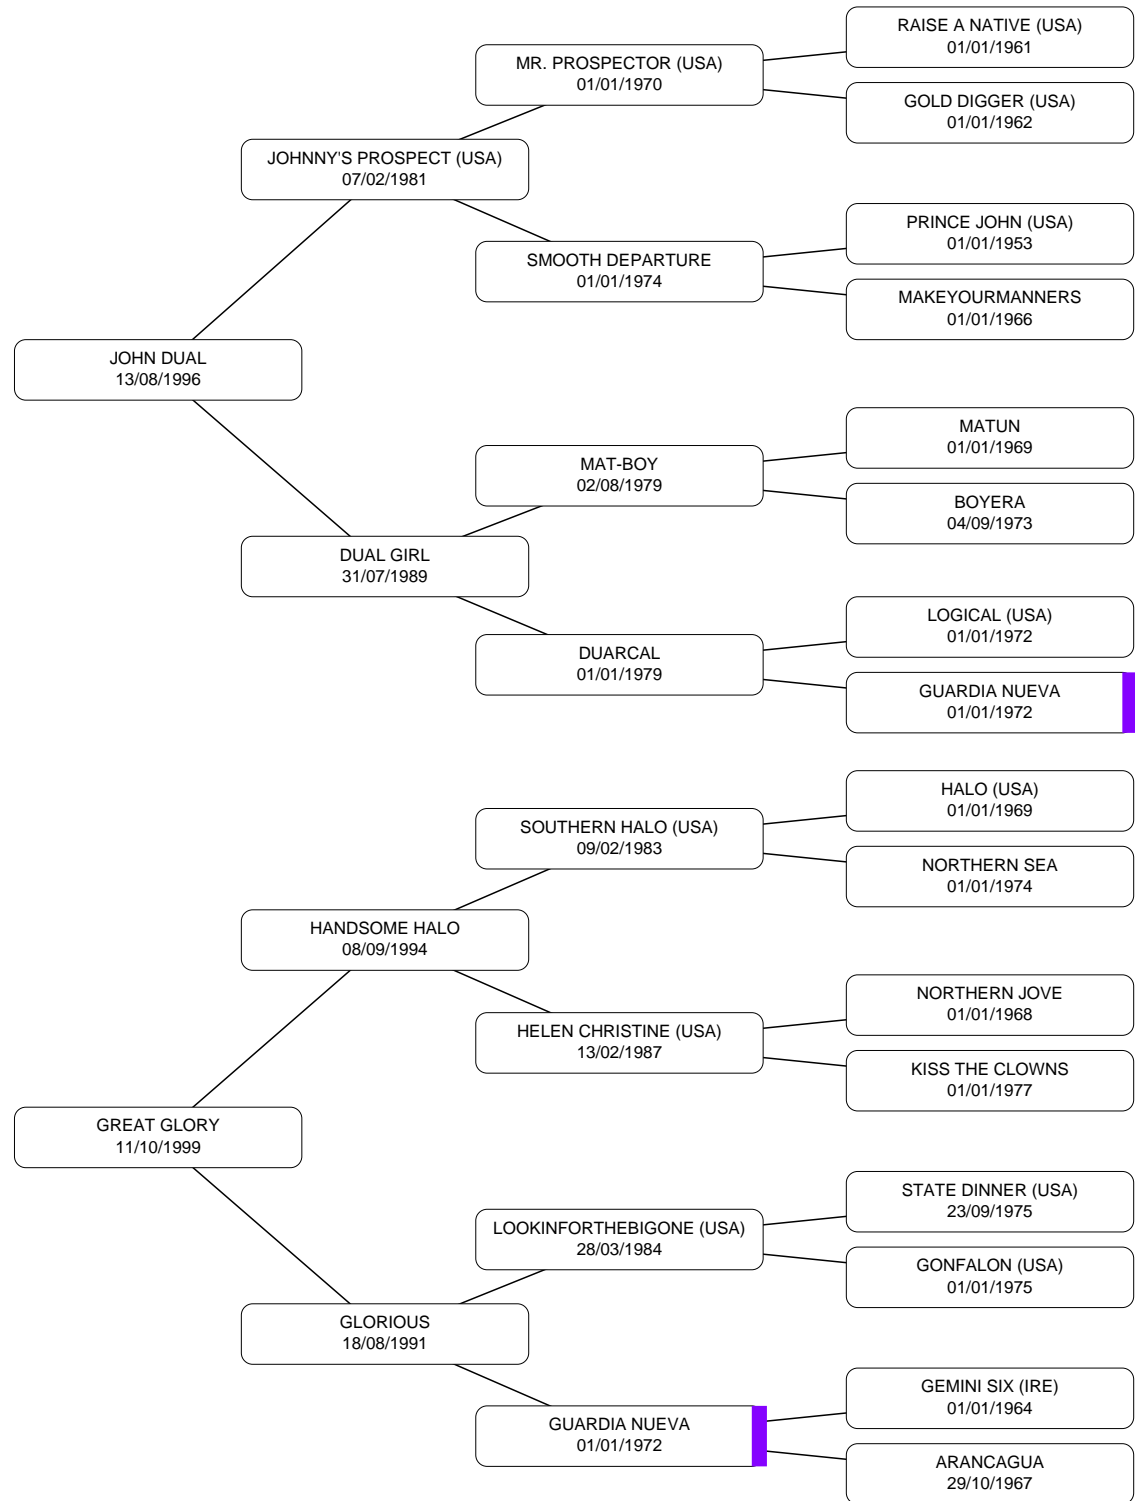 RAISE A NATIVE (USA)
01/01/1961
MR. PROSPECTOR (USA)
01/01/1970
GOLD DIGGER (USA)
01/01/1962
JOHNNY'S PROSPECT (USA)
07/02/1981
PRINCE JOHN (USA)
01/01/1953
SMOOTH DEPARTURE
01/01/1974
MAKEYOURMANNERS
01/01/1966
JOHN DUAL
13/08/1996
MATUN
01/01/1969
MAT-BOY
02/08/1979
BOYERA
04/09/1973
DUAL GIRL
31/07/1989
LOGICAL (USA)
01/01/1972
DUARCAL
01/01/1979
GUARDIA NUEVA
01/01/1972
HALO (USA)
01/01/1969
SOUTHERN HALO (USA)
09/02/1983
NORTHERN SEA
01/01/1974
HANDSOME HALO
08/09/1994
NORTHERN JOVE
01/01/1968
HELEN CHRISTINE (USA)
13/02/1987
KISS THE CLOWNS
01/01/1977
GREAT GLORY
11/10/1999
STATE DINNER (USA)
23/09/1975
LOOKINFORTHEBIGONE (USA)
28/03/1984
GONFALON (USA)
01/01/1975
GLORIOUS
18/08/1991
GEMINI SIX (IRE)
01/01/1964
GUARDIA NUEVA
01/01/1972
ARANCAGUA
29/10/1967